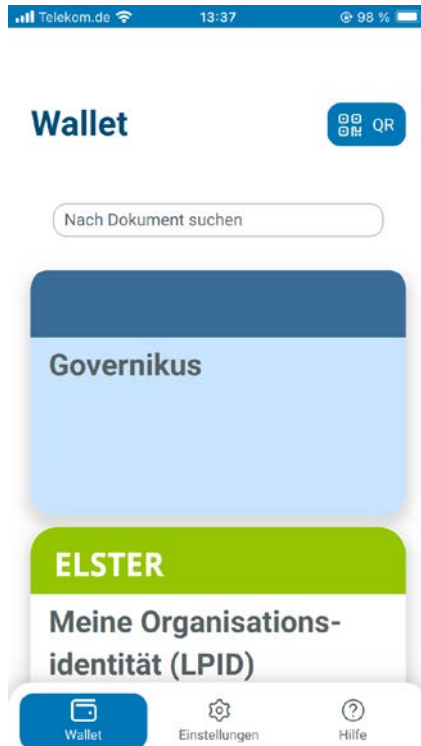 Telekom.de 13:37 98 %
Wallet
QR
Nach Dokument suchen
Governikus
ELSTER
Meine Organisations-
identität (LPID)
Wallet Einstellungen Hilfe